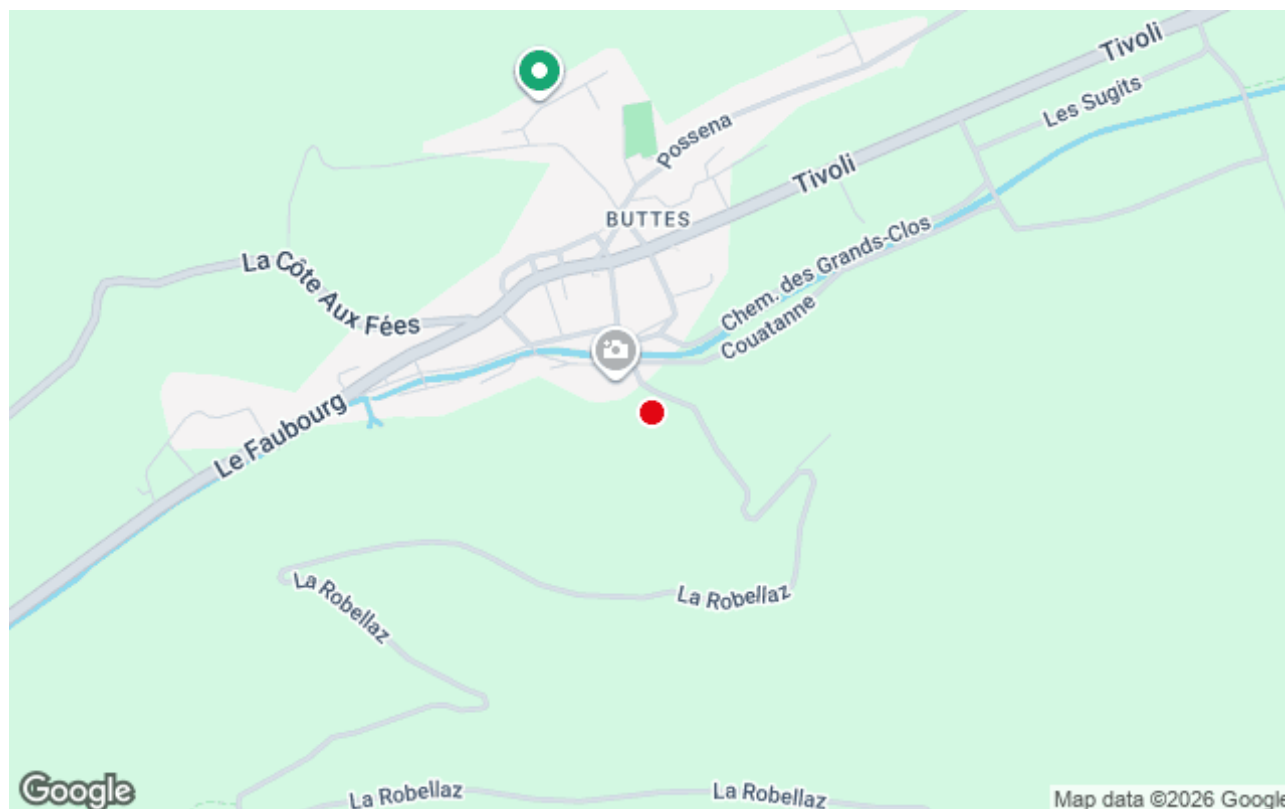 Tivoli
Les Sugits
Possena
Tivoli
BUTTES
Chem. des Grands-Clos
La Côte Aux Fées
Couatanne
Le Faubourg
La Robellaz
La Robellaz
La Robellaz
La Robellaz
Google
Map data ©2026 Google